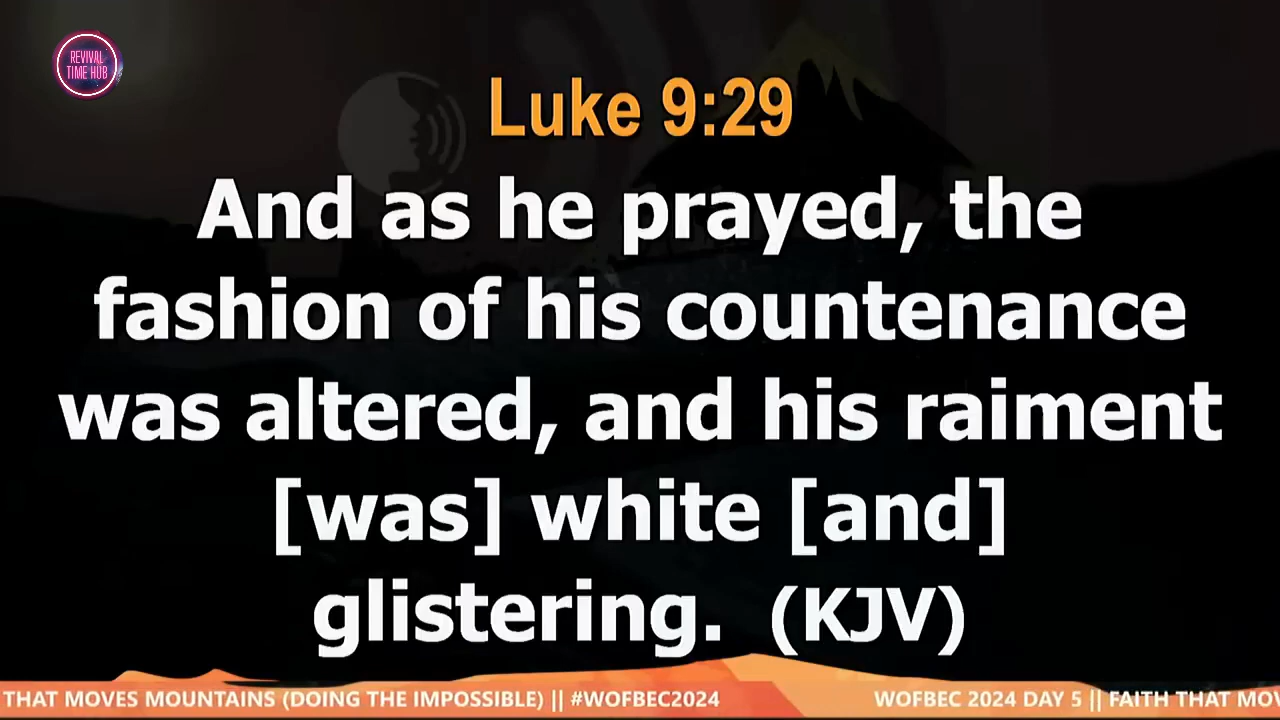 REVIVAL
TIME HUB
Luke 9:29
And as he prayed, the
fashion of his countenance
was altered, and his raiment
[was] white [and]
glistering. (KJV)
THAT MOVES MOUNTAINS (DOING THE IMPOSSIBLE) || #WOFBEC2024 WOFBEC 2024 DAY 5 || FAITH THAT